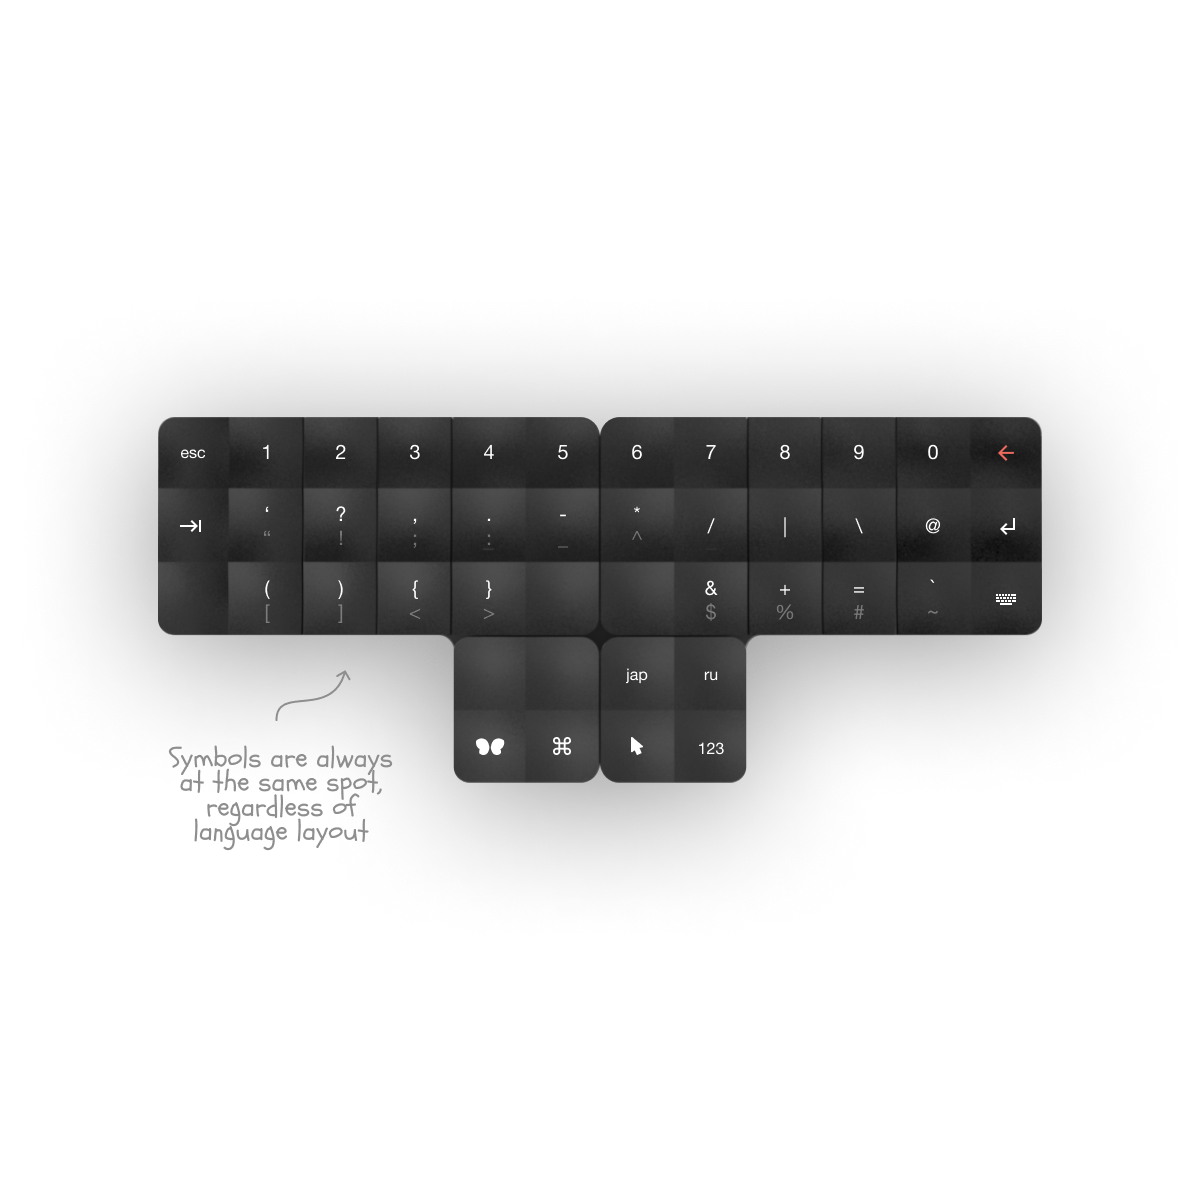 esc 1 2 3 4 5 6 7 8 9 0 ←
⇥ ‘ ? , . - * / | \ @ ↵
“ ! ; : _ ^
( ) { } & + = `
[ ] < > $ % # ~
jap ru
⌘ 123
Symbols are always
at the same spot,
regardless of
language layout